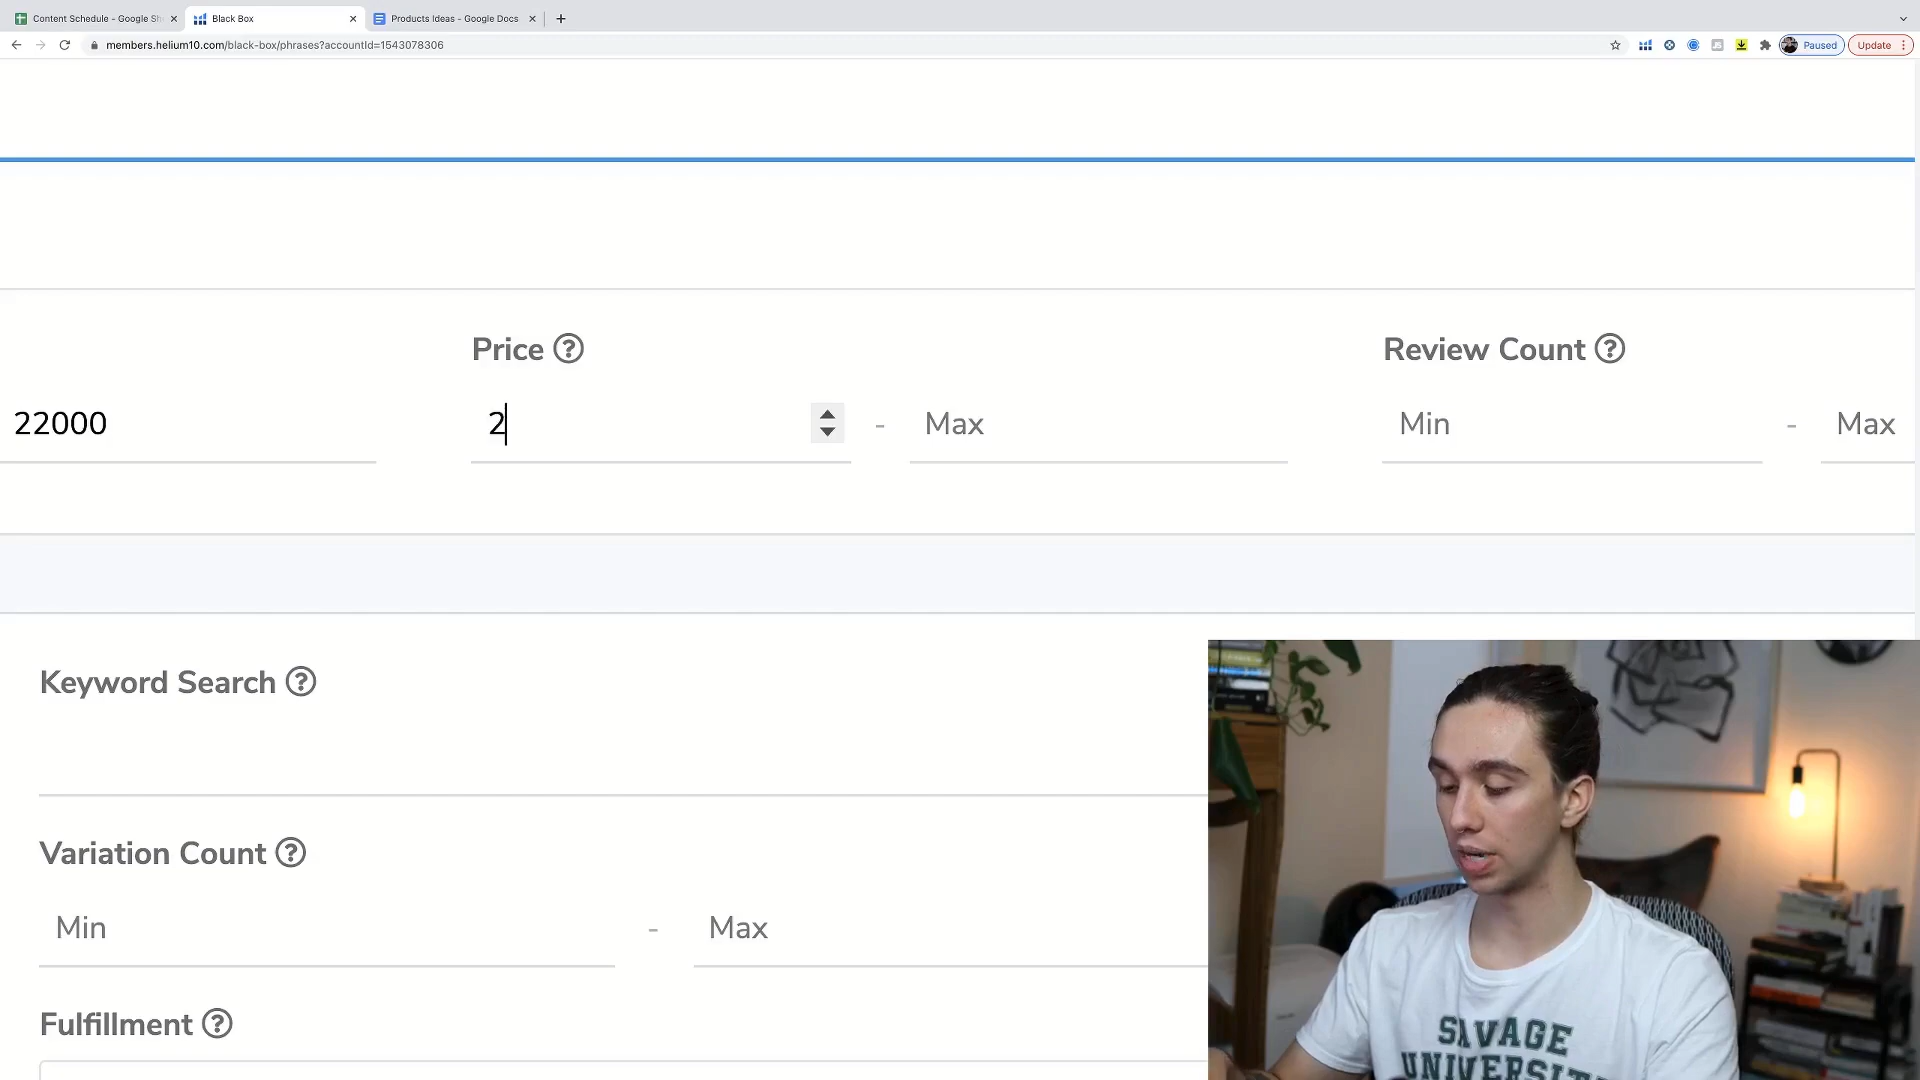 Content Schedule - Google Sh
Black Box
Products Ideas - Google Docs
members.helium10.com/black-box/phrases?accountId=1543078306
Paused
Update
Price
Review Count
22000
2
-
Max
Min
-
Max
Keyword Search
Variation Count
Min
-
Max
Fulfillment
SAVAGE
UNIVERSITY